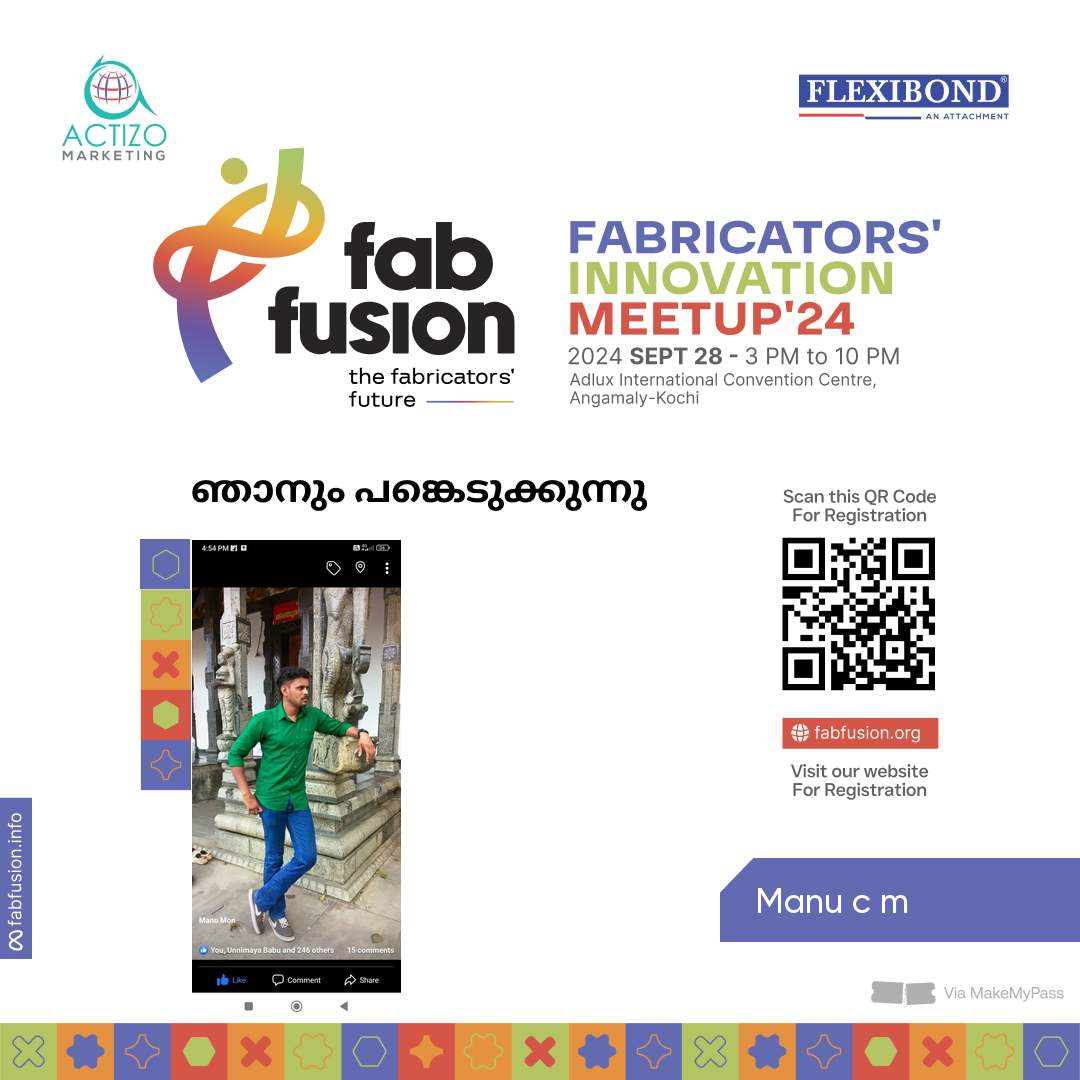 ACTIZO
MARKETING
FLEXIBOND®
AN ATTACHMENT
fab
fusion
the fabricators'
future
FABRICATORS'
INNOVATION
MEETUP'24
2024 SEPT 28 - 3 PM to 10 PM
Adlux International Convention Centre,
Angamaly-Kochi
ഞാനും പങ്കെടുക്കുന്നു
Scan this QR Code
For Registration
fabfusion.org
Visit our website
For Registration
4:54 PM
Manu Mon
You, Unnimaya Babu and 246 others 15 comments
Like Comment Share
fabfusion.info
Manu c m
Via MakeMyPass